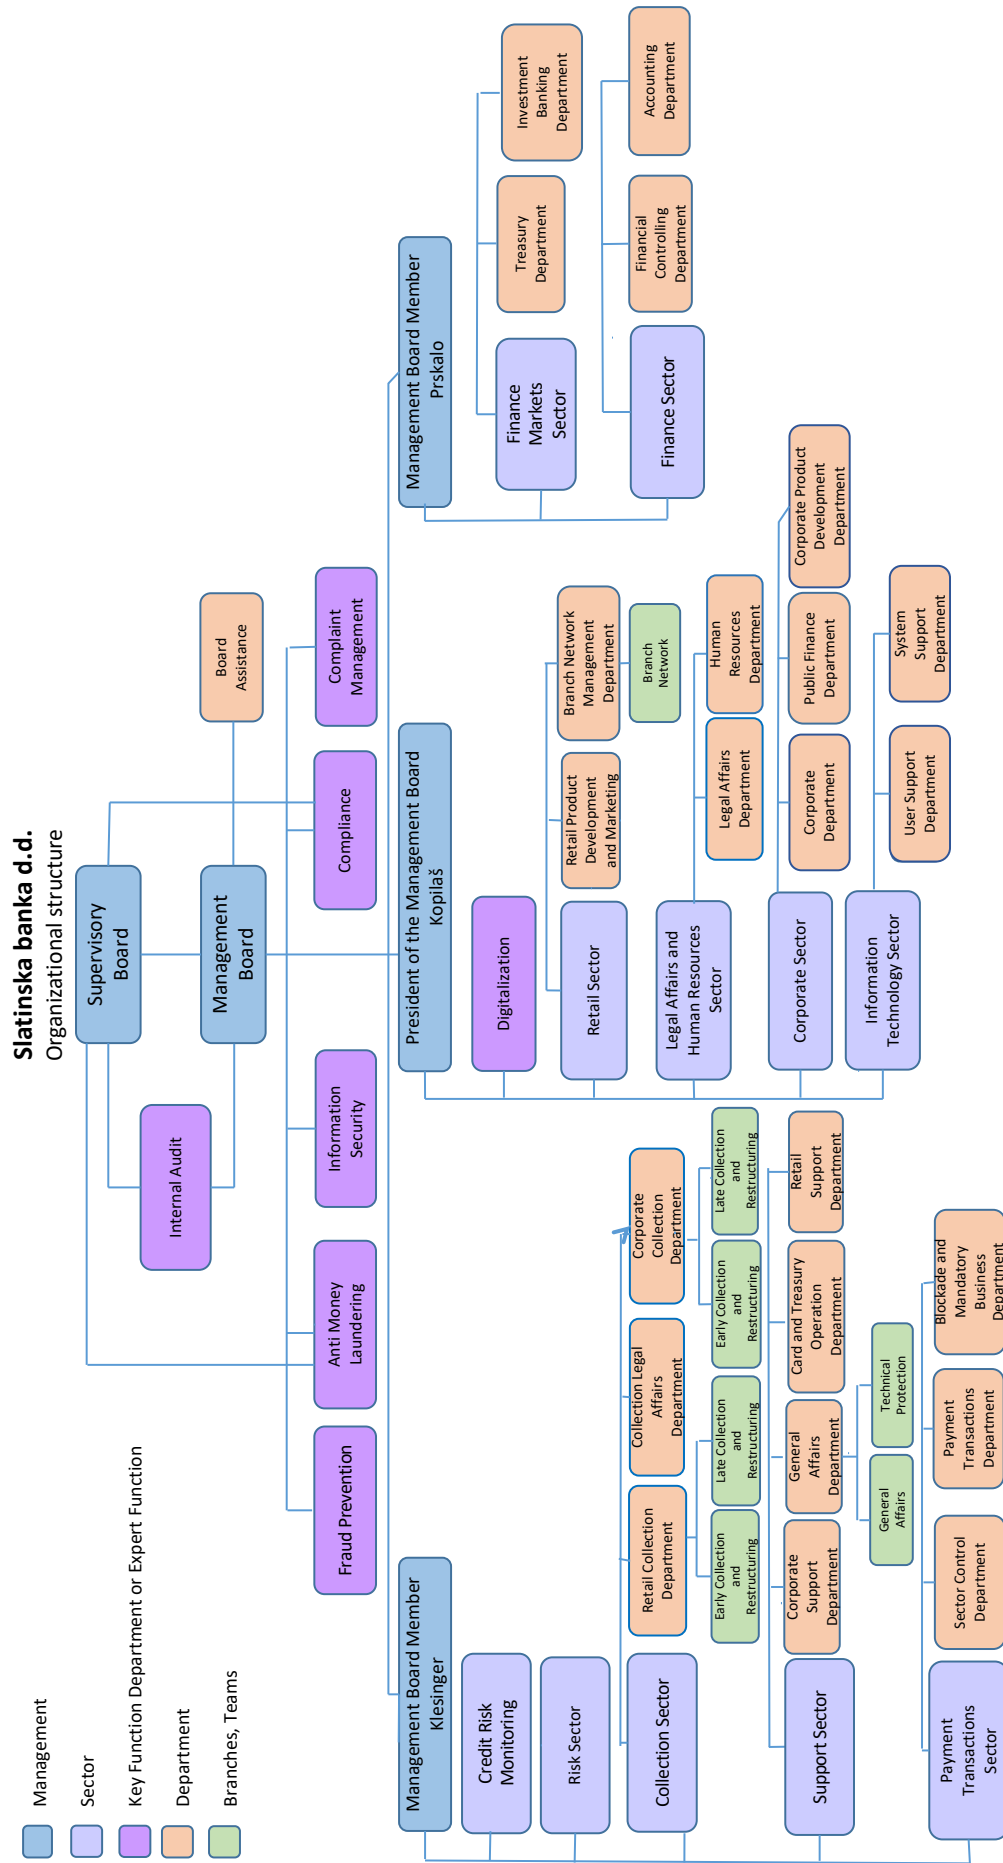 Slatinska banka d.d.
Organizational structure
Management
Sector
Key Function Department or Expert Function
Department
Branches, Teams
Supervisory
Board
Internal Audit
Management
Board
Board
Assistance
Fraud Prevention
Anti Money
Laundering
Information
Security
Compliance
Complaint
Management
Management Board Member
Klesinger
President of the Management Board
Kopilaš
Management Board Member
Prskalo
Credit Risk
Monitoring
Risk Sector
Collection Sector
Retail Collection
Department
Collection Legal
Affairs
Department
Corporate
Collection
Department
Early Collection
and
Restructuring
Late Collection
and
Restructuring
Early Collection
and
Restructuring
Late Collection
and
Restructuring
Support Sector
Corporate
Support
Department
General
Affairs
Department
Card and Treasury
Operation
Department
Retail
Support
Department
General
Affairs
Technical
Protection
Payment
Transactions
Sector
Sector Control
Department
Payment
Transactions
Department
Blockade and
Mandatory
Business
Department
Digitalization
Retail Sector
Retail Product
Development
and Marketing
Branch Network
Management
Department
Branch
Network
Legal Affairs and
Human Resources
Sector
Legal Affairs
Department
Human
Resources
Department
Corporate Sector
Corporate
Department
Public Finance
Department
Corporate Product
Development
Department
Information
Technology Sector
User Support
Department
System
Support
Department
Finance
Markets
Sector
Treasury
Department
Investment
Banking
Department
Finance Sector
Financial
Controlling
Department
Accounting
Department